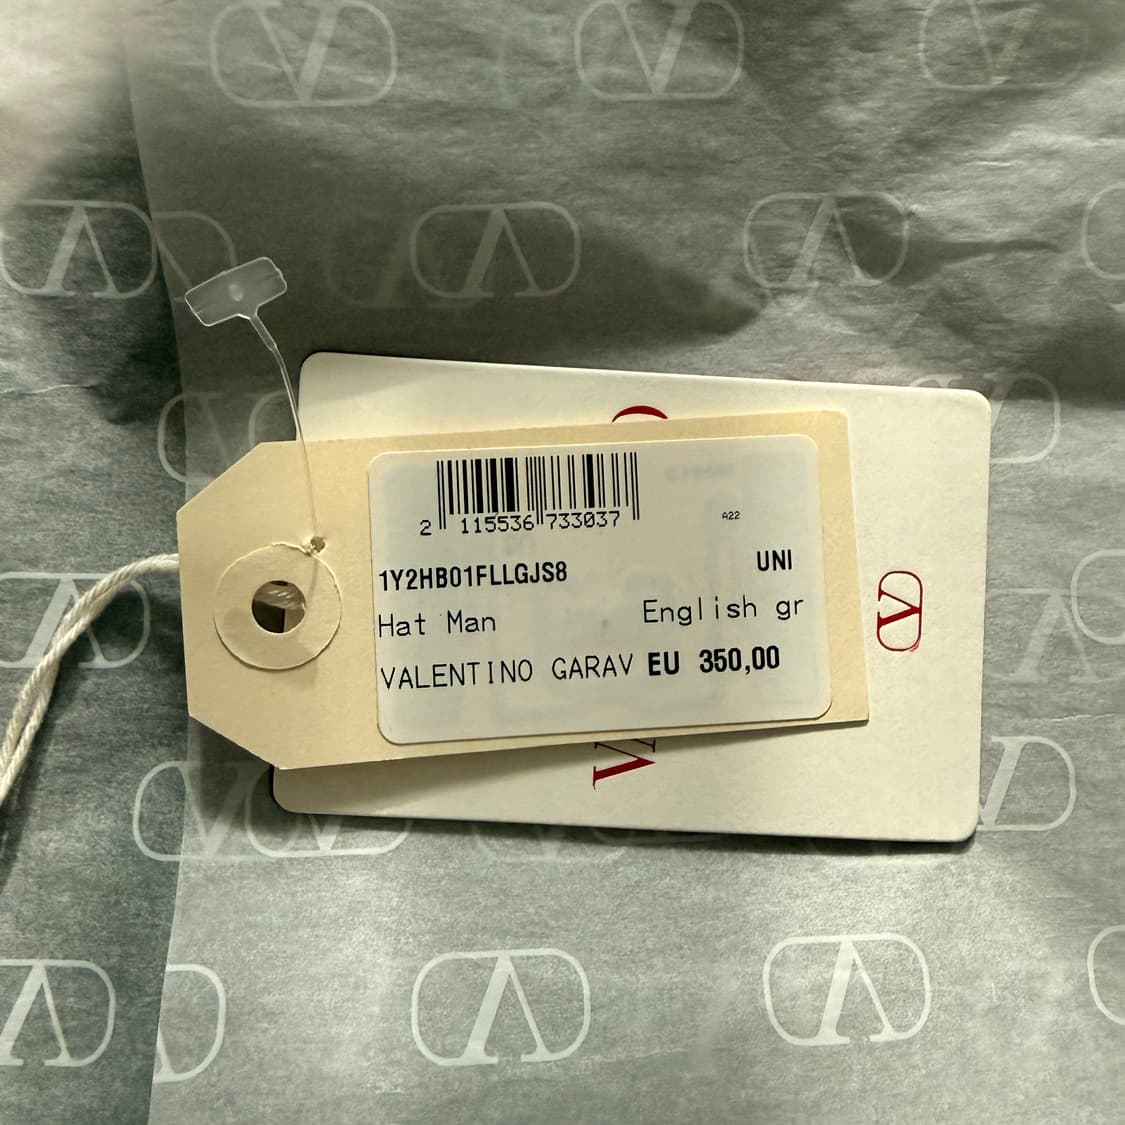 2 115536 733037
A22
1Y2HB01FLLGJS8 UNI
Hat Man English gr
VALENTINO GARAV EU 350,00